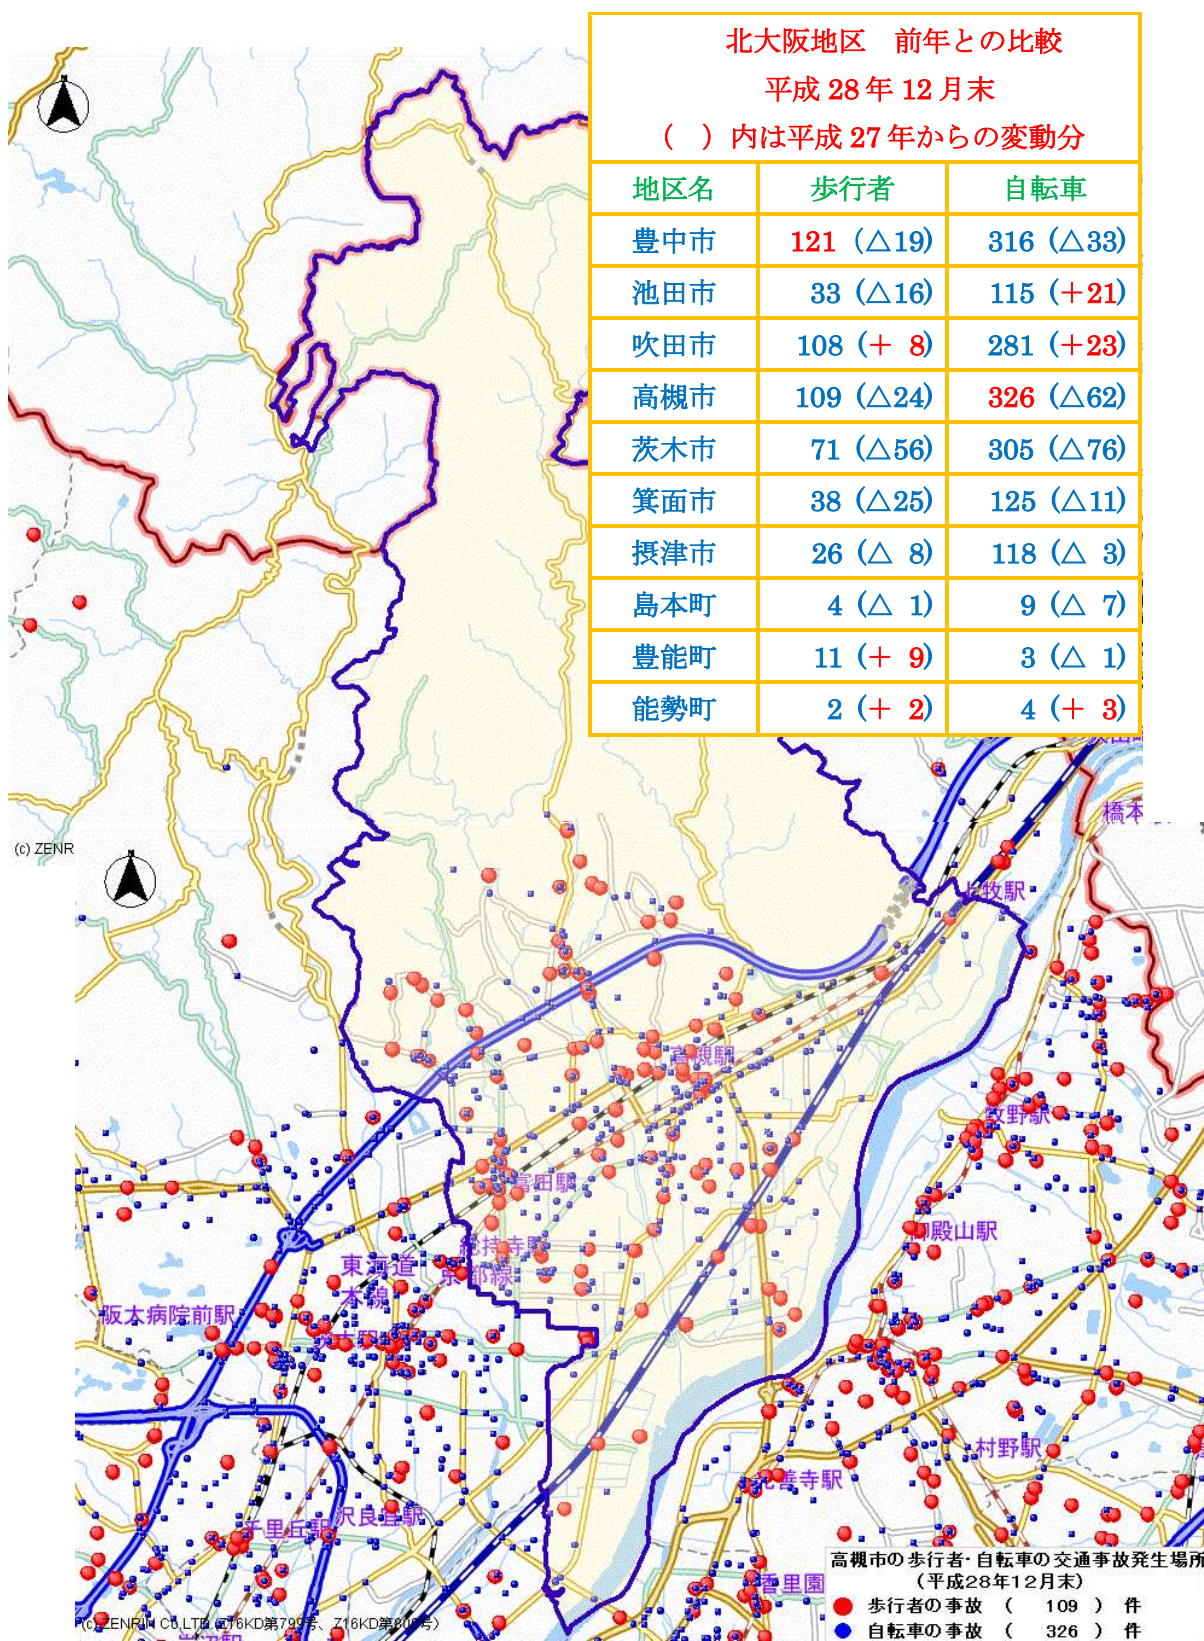 北大阪地区　前年との比較
平成 28 年 12 月末
（　）内は平成 27 年からの変動分
地区名　歩行者　自転車
豊中市　121 (△19)　316 (△33)
池田市　33 (△16)　115 (＋21)
吹田市　108 (＋ 8)　281 (＋23)
高槻市　109 (△24)　326 (△62)
茨木市　71 (△56)　305 (△76)
箕面市　38 (△25)　125 (△11)
摂津市　26 (△ 8)　118 (△ 3)
島本町　4 (△ 1)　9 (△ 7)
豊能町　11 (＋ 9)　3 (△ 1)
能勢町　2 (＋ 2)　4 (＋ 3)
N
橋本
(c) ZENR
N
上牧駅
高槻駅
牧野駅
富田駅
御殿山駅
総持寺駅
東海道
本線
京都線
阪大病院前駅
村野駅
光善寺駅
沢良宜駅
千里丘駅
香里園
高槻市の歩行者・自転車の交通事故発生場所
（平成28年12月末）
歩行者の事故　（　109　）　件
自転車の事故　（　326　）　件